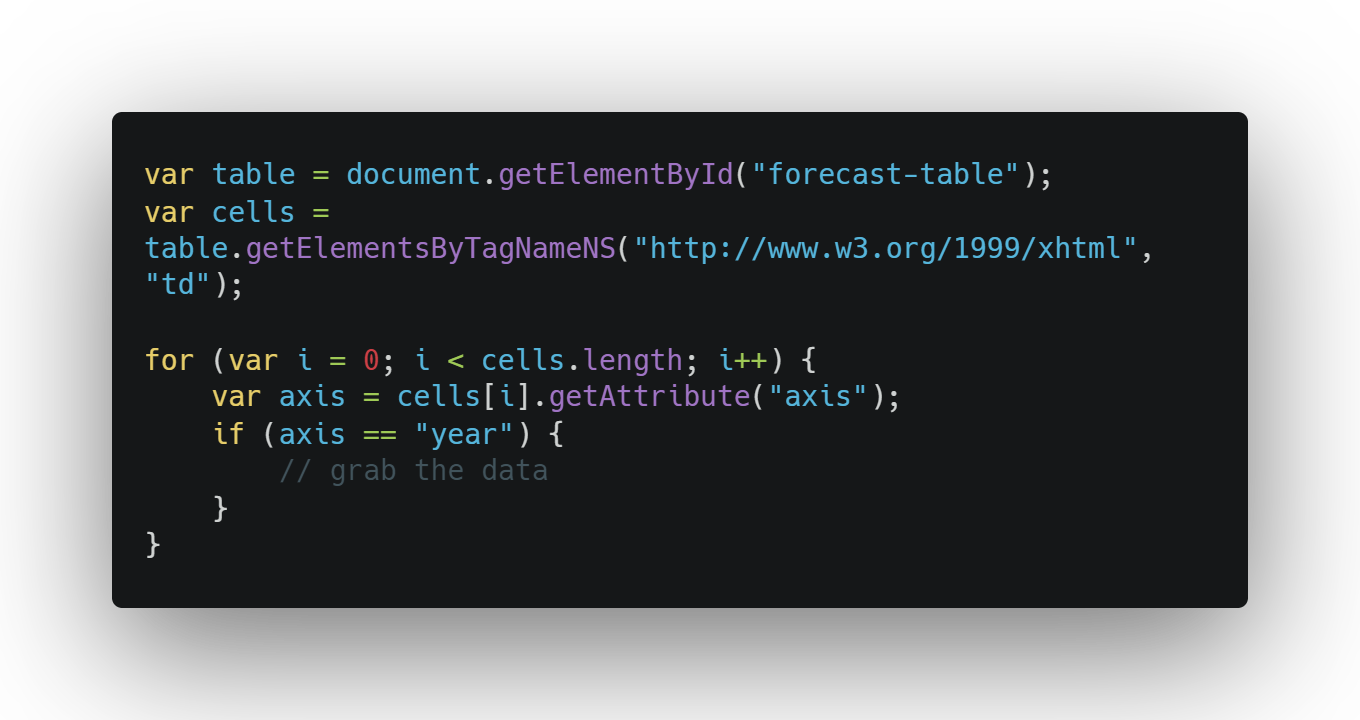 var table = document.getElementById("forecast-table");
var cells =
table.getElementsByTagNameNS("http://www.w3.org/1999/xhtml",
"td");

for (var i = 0; i < cells.length; i++) {
    var axis = cells[i].getAttribute("axis");
    if (axis == "year") {
        // grab the data
    }
}